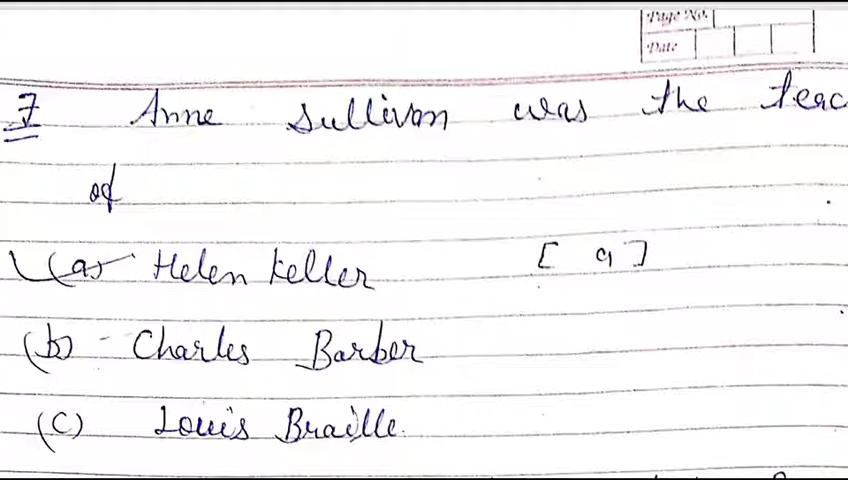 Page No.
Date
7 Anne Sullivan was the teac
of
(a) Helen Keller [ a ]
(b) - Charles Barber
(c) Louis Braille.